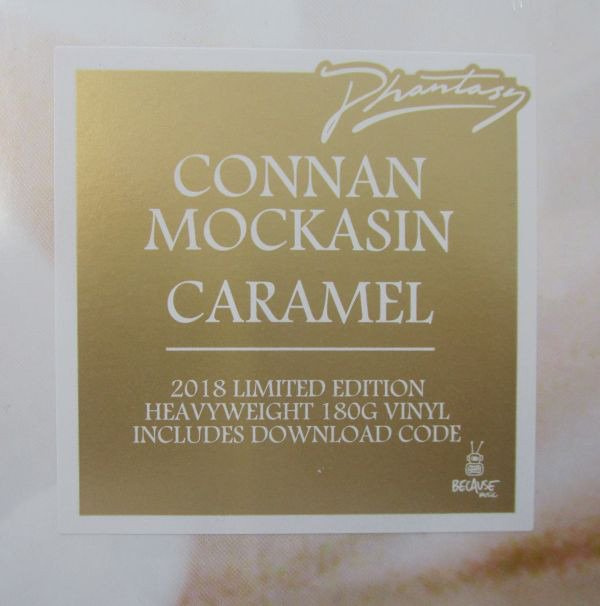 Phantasy
CONNAN
MOCKASIN
CARAMEL
2018 LIMITED EDITION
HEAVYWEIGHT 180G VINYL
INCLUDES DOWNLOAD CODE
BECAUSE
MUSIC